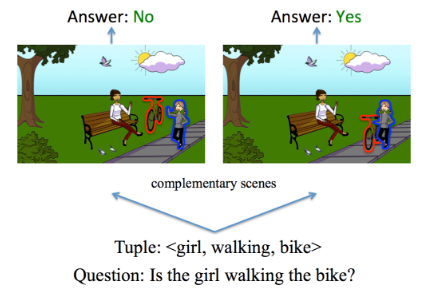 Answer: No
Answer: Yes
complementary scenes
Tuple: <girl, walking, bike>
Question: Is the girl walking the bike?